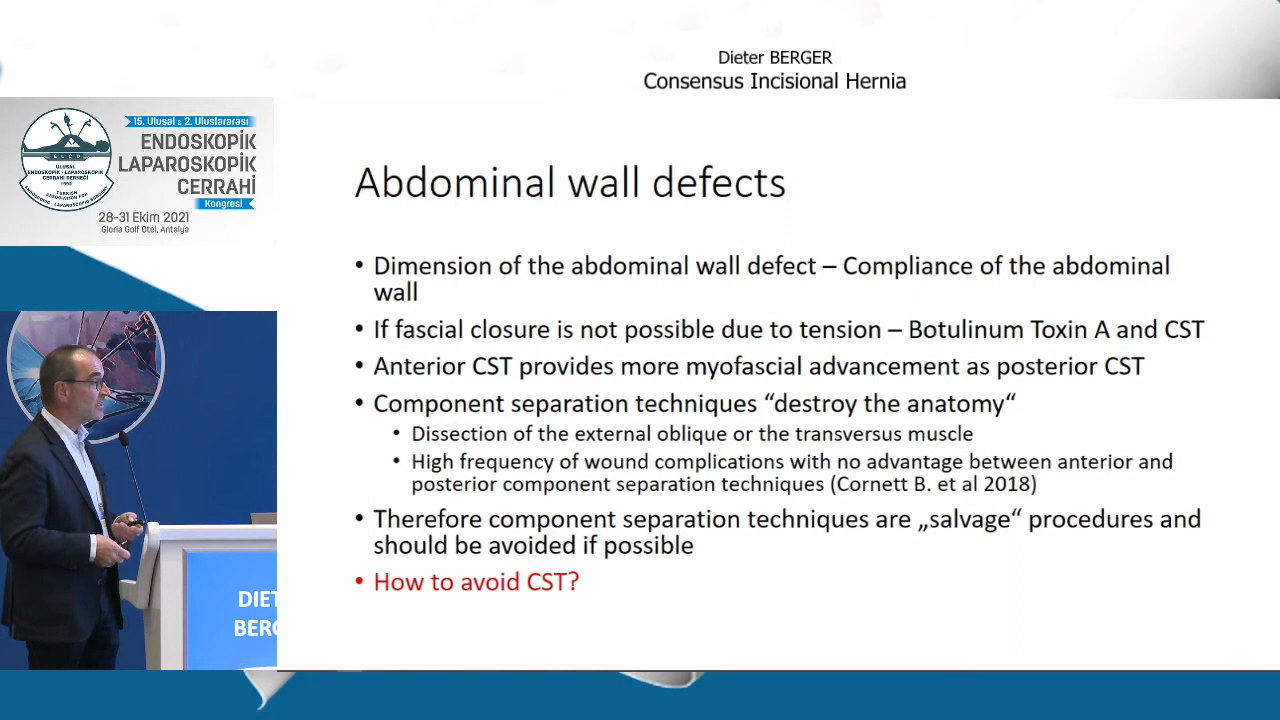 Dieter BERGER
Consensus Incisional Hernia
15. Ulusal & 2. Uluslararası
ENDOSKOPİK
LAPAROSKOPİK
CERRAHİ
Kongresi
28-31 Ekim 2021
Gloria Golf Otel, Antalya
ELCD
ULUSAL
ENDOSKOPİK - LAPAROSKOPİK
CERRAHİ DERNEĞİ
1992
Abdominal wall defects
• Dimension of the abdominal wall defect – Compliance of the abdominal
wall
• If fascial closure is not possible due to tension – Botulinum Toxin A and CST
• Anterior CST provides more myofascial advancement as posterior CST
• Component separation techniques “destroy the anatomy“
• Dissection of the external oblique or the transversus muscle
• High frequency of wound complications with no advantage between anterior and
posterior component separation techniques (Cornett B. et al 2018)
• Therefore component separation techniques are „salvage“ procedures and
should be avoided if possible
• How to avoid CST?
DIET
BERG